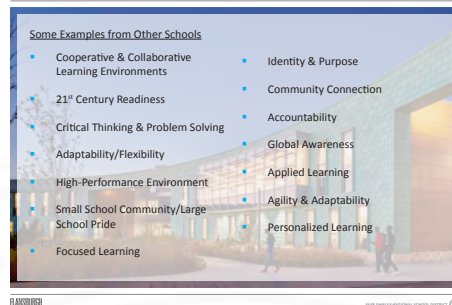 Some Examples from Other Schools
Cooperative & Collaborative
Learning Environments
21st Century Readiness
Critical Thinking & Problem Solving
Adaptability/Flexibility
High-Performance Environment
Small School Community/Large
School Pride
Focused Learning
Identity & Purpose
Community Connection
Accountability
Global Awareness
Applied Learning
Agility & Adaptability
Personalized Learning
FLANSBURGH